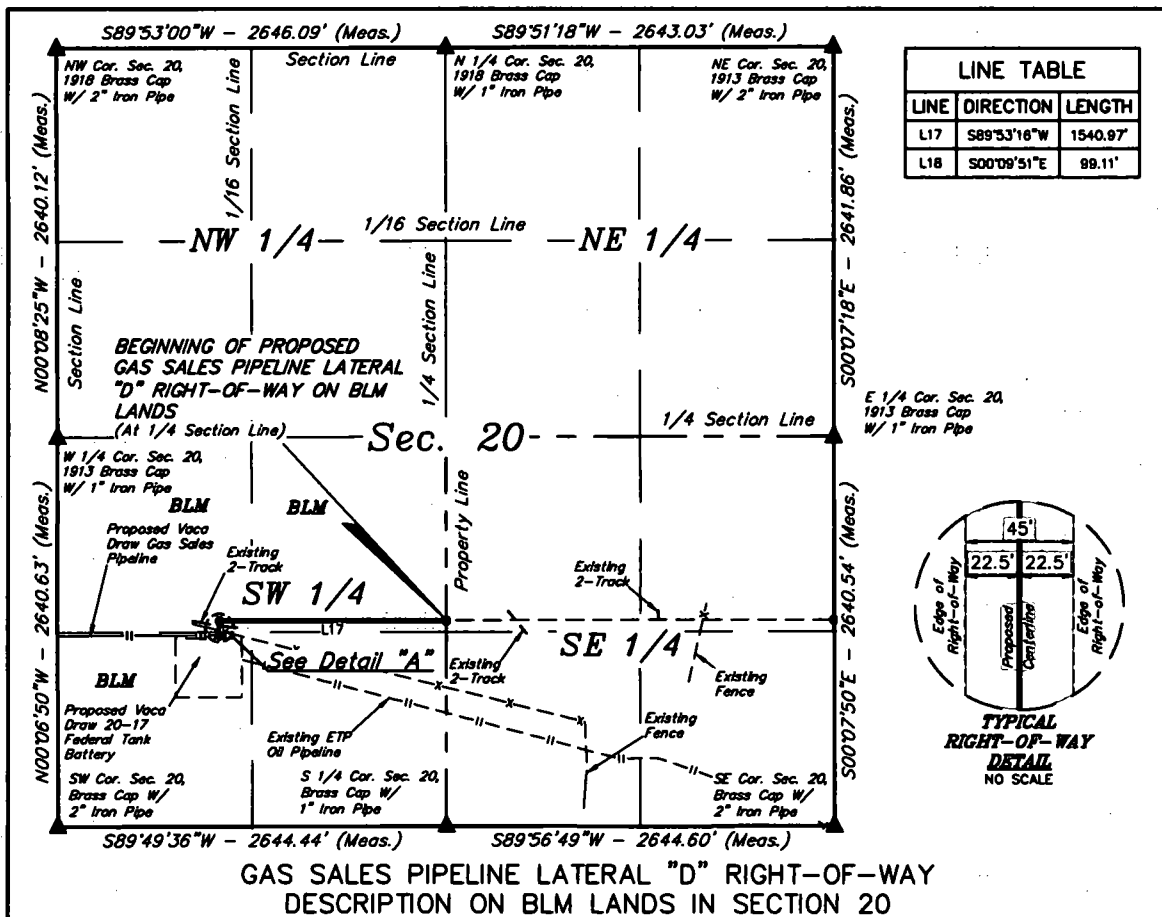 S89°53'00"W - 2646.09' (Meas.)
S89°51'18"W - 2643.03' (Meas.)
Section Line
NW Cor. Sec. 20,
1918 Brass Cap
W/ 2" Iron Pipe
N 1/4 Cor. Sec. 20,
1918 Brass Cap
W/ 1" Iron Pipe
NE Cor. Sec. 20,
1913 Brass Cap
W/ 2" Iron Pipe
LINE TABLE
LINE DIRECTION LENGTH
L17 S89°53'16"W 1540.97'
L18 S00°09'51"E 99.11'
N00°08'25"W - 2640.12' (Meas.)
Section Line
1/16 Section Line
1/16 Section Line
NW 1/4
NE 1/4
1/4 Section Line
S00°07'18"E - 2641.86' (Meas.)
BEGINNING OF PROPOSED
GAS SALES PIPELINE LATERAL
"D" RIGHT-OF-WAY ON BLM
LANDS
(At 1/4 Section Line)
Sec. 20
1/4 Section Line
E 1/4 Cor. Sec. 20,
1913 Brass Cap
W/ 1" Iron Pipe
W 1/4 Cor. Sec. 20,
1913 Brass Cap
W/ 1" Iron Pipe
BLM
BLM
Property Line
Proposed Vaca
Draw Gas Sales
Pipeline
Existing
2-Track
SW 1/4
L17
Existing
2-Track
SE 1/4
See Detail "A"
Existing
2-Track
Existing
Fence
BLM
Proposed Vaca
Draw 20-17
Federal Tank
Battery
Existing ETP
Oil Pipeline
Existing
Fence
N00°06'50"W - 2640.63' (Meas.)
S00°07'50"E - 2640.54' (Meas.)
SW Cor. Sec. 20,
Brass Cap W/
2" Iron Pipe
S 1/4 Cor. Sec. 20,
Brass Cap W/
1" Iron Pipe
SE Cor. Sec. 20,
Brass Cap W/
2" Iron Pipe
S89°49'36"W - 2644.44' (Meas.)
S89°56'49"W - 2644.60' (Meas.)
45'
22.5' 22.5'
Edge of
Right-of-Way
Proposed
Centerline
Edge of
Right-of-Way
TYPICAL
RIGHT-OF-WAY
DETAIL
NO SCALE
GAS SALES PIPELINE LATERAL "D" RIGHT-OF-WAY
DESCRIPTION ON BLM LANDS IN SECTION 20